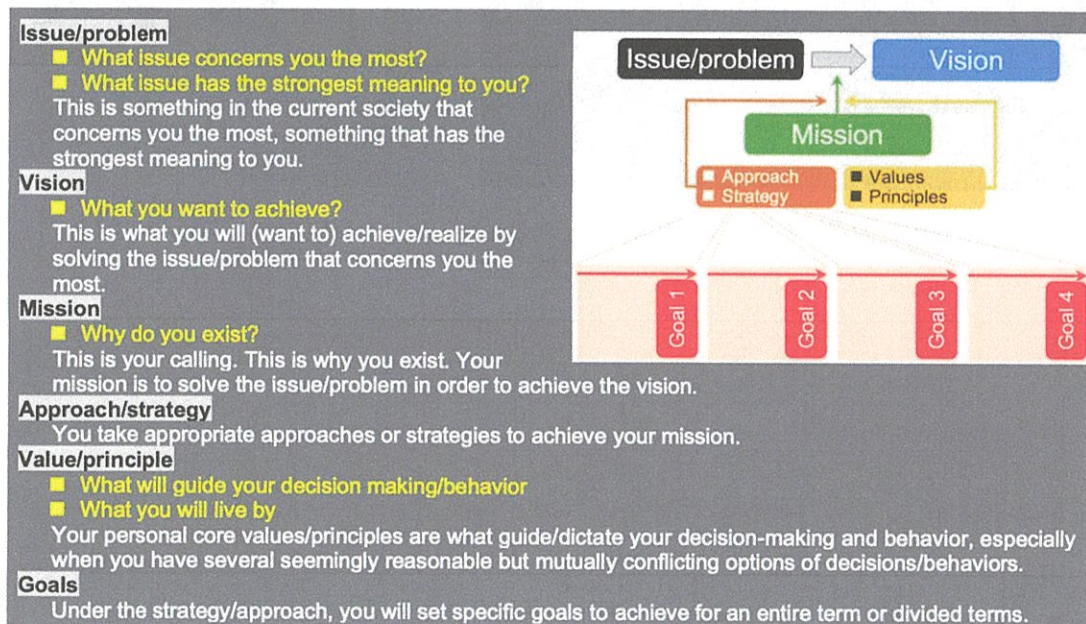 Issue/problem
■ What issue concerns you the most?
■ What issue has the strongest meaning to you?
This is something in the current society that
concerns you the most, something that has the
strongest meaning to you.
Vision
■ What you want to achieve?
This is what you will (want to) achieve/realize by
solving the issue/problem that concerns you the
most.
Mission
■ Why do you exist?
This is your calling. This is why you exist. Your
mission is to solve the issue/problem in order to achieve the vision.
Approach/strategy
You take appropriate approaches or strategies to achieve your mission.
Value/principle
■ What will guide your decision making/behavior
■ What you will live by
Your personal core values/principles are what guide/dictate your decision-making and behavior, especially
when you have several seemingly reasonable but mutually conflicting options of decisions/behaviors.
Goals
Under the strategy/approach, you will set specific goals to achieve for an entire term or divided terms.
Issue/problem
Vision
Mission
■ Approach
■ Strategy
■ Values
■ Principles
Goal 1
Goal 2
Goal 3
Goal 4